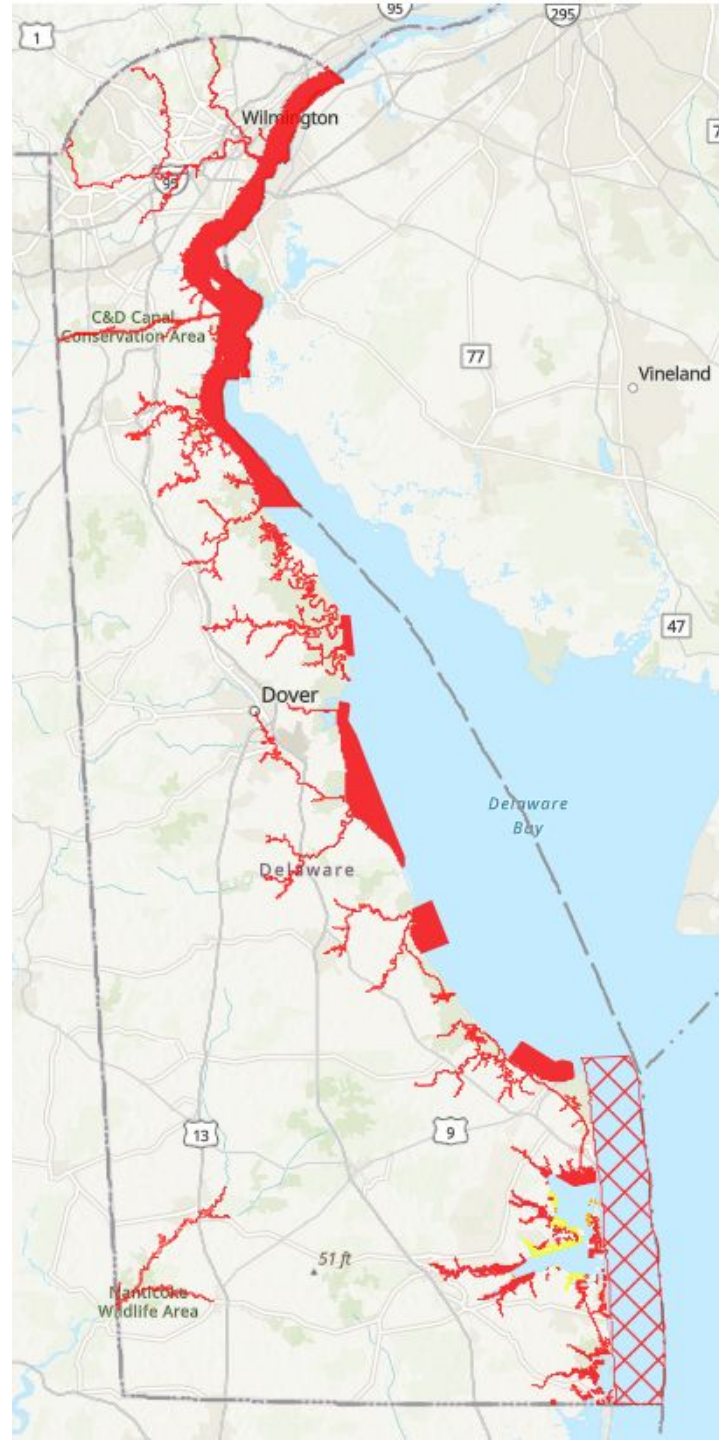 95
295
1
7
Wilmington
95
C&D Canal
Conservation Area
77
Vineland
47
Dover
Delaware
Bay
Delaware
13
9
51 ft
Nanticoke
Wildlife Area